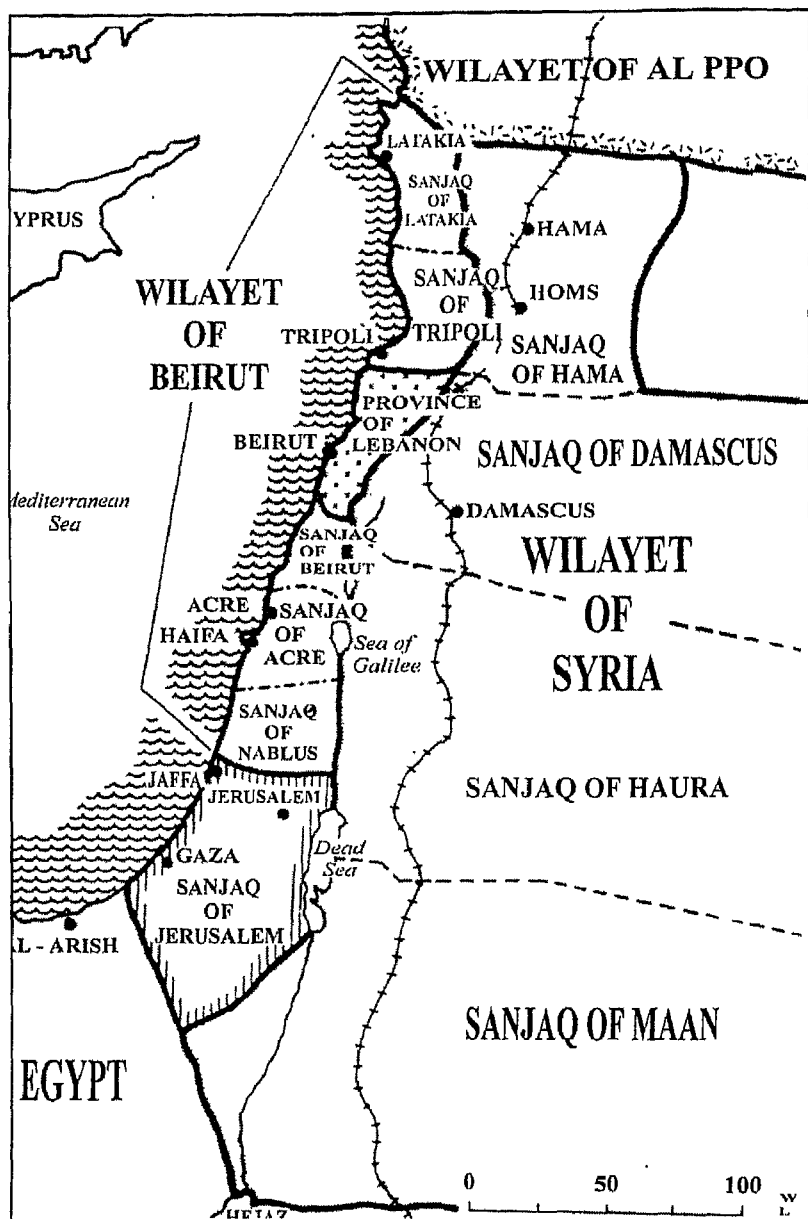 WILAYET OF AL PPO
LATAKIA
SANJAQ
OF
LATAKIA
YPRUS
HAMA
WILAYET
OF
BEIRUT
SANJAQ
OF
TRIPOLI
HOMS
TRIPOLI
SANJAQ
OF HAMA
PROVINCE
OF
LEBANON
BEIRUT
SANJAQ OF DAMASCUS
Mediterranean
Sea
DAMASCUS
SANJAQ
OF
BEIRUT
WILAYET
OF
SYRIA
ACRE
HAIFA
SANJAQ
OF
ACRE
Sea of
Galilee
SANJAQ
OF
NABLUS
JAFFA
JERUSALEM
SANJAQ OF HAURA
Dead
Sea
GAZA
SANJAQ
OF
JERUSALEM
AL - ARISH
SANJAQ OF MAAN
EGYPT
0 50 100
HEJAZ